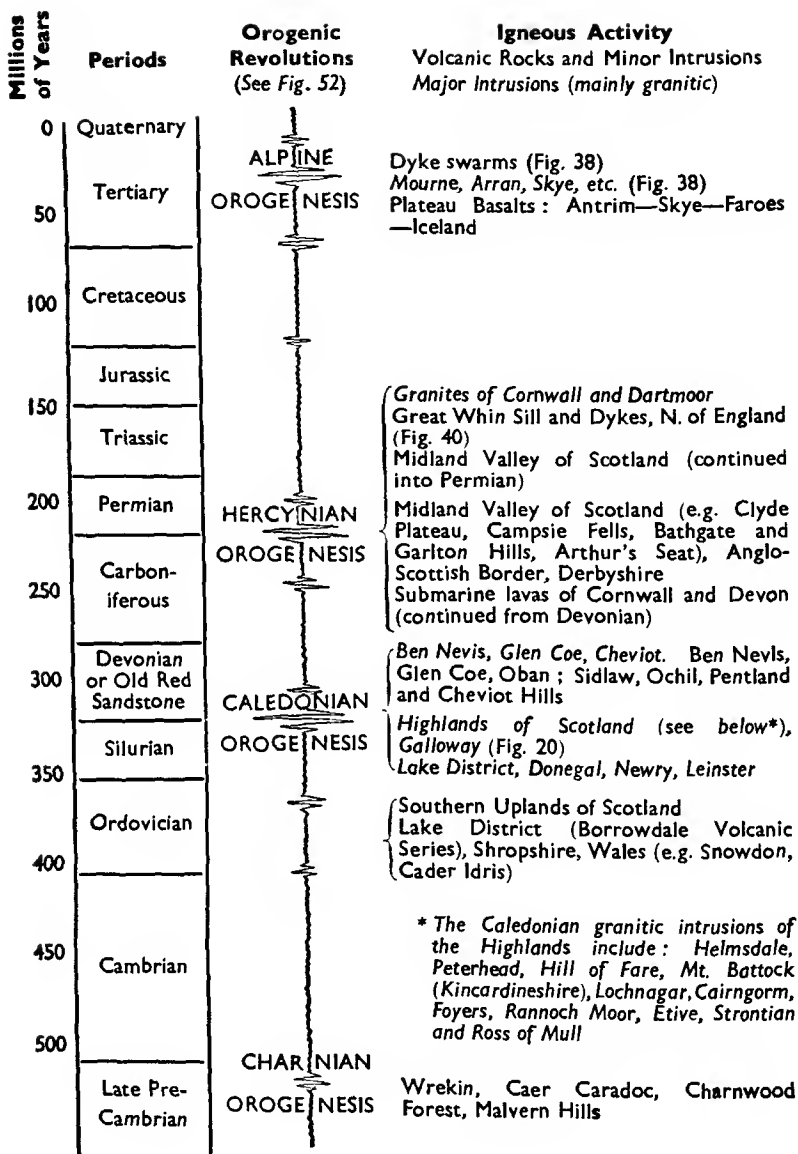 Millions of Years
Periods
Orogenic
Revolutions
(See Fig. 52)
Igneous Activity
Volcanic Rocks and Minor Intrusions
Major Intrusions (mainly granitic)
0
50
100
150
200
250
300
350
400
450
500
Quaternary
Tertiary
Cretaceous
Jurassic
Triassic
Permian
Carbon-
iferous
Devonian
or Old Red
Sandstone
Silurian
Ordovician
Cambrian
Late Pre-
Cambrian
ALPINE
OROGENESIS
HERCYNIAN
OROGENESIS
CALEDONIAN
OROGENESIS
CHARNIAN
OROGENESIS
Dyke swarms (Fig. 38)
Mourne, Arran, Skye, etc. (Fig. 38)
Plateau Basalts : Antrim—Skye—Faroes
—Iceland
Granites of Cornwall and Dartmoor
Great Whin Sill and Dykes, N. of England
(Fig. 40)
Midland Valley of Scotland (continued
into Permian)
Midland Valley of Scotland (e.g. Clyde
Plateau, Campsie Fells, Bathgate and
Garlton Hills, Arthur's Seat), Anglo-
Scottish Border, Derbyshire
Submarine lavas of Cornwall and Devon
(continued from Devonian)
Ben Nevis, Glen Coe, Cheviot. Ben Nevis,
Glen Coe, Oban ; Sidlaw, Ochil, Pentland
and Cheviot Hills
Highlands of Scotland (see below*),
Galloway (Fig. 20)
Lake District, Donegal, Newry, Leinster
Southern Uplands of Scotland
Lake District (Borrowdale Volcanic
Series), Shropshire, Wales (e.g. Snowdon,
Cader Idris)
* The Caledonian granitic intrusions of
the Highlands include : Helmsdale,
Peterhead, Hill of Fare, Mt. Battock
(Kincardineshire), Lochnagar, Cairngorm,
Foyers, Rannoch Moor, Etive, Strontian
and Ross of Mull
Wrekin, Caer Caradoc, Charnwood
Forest, Malvern Hills